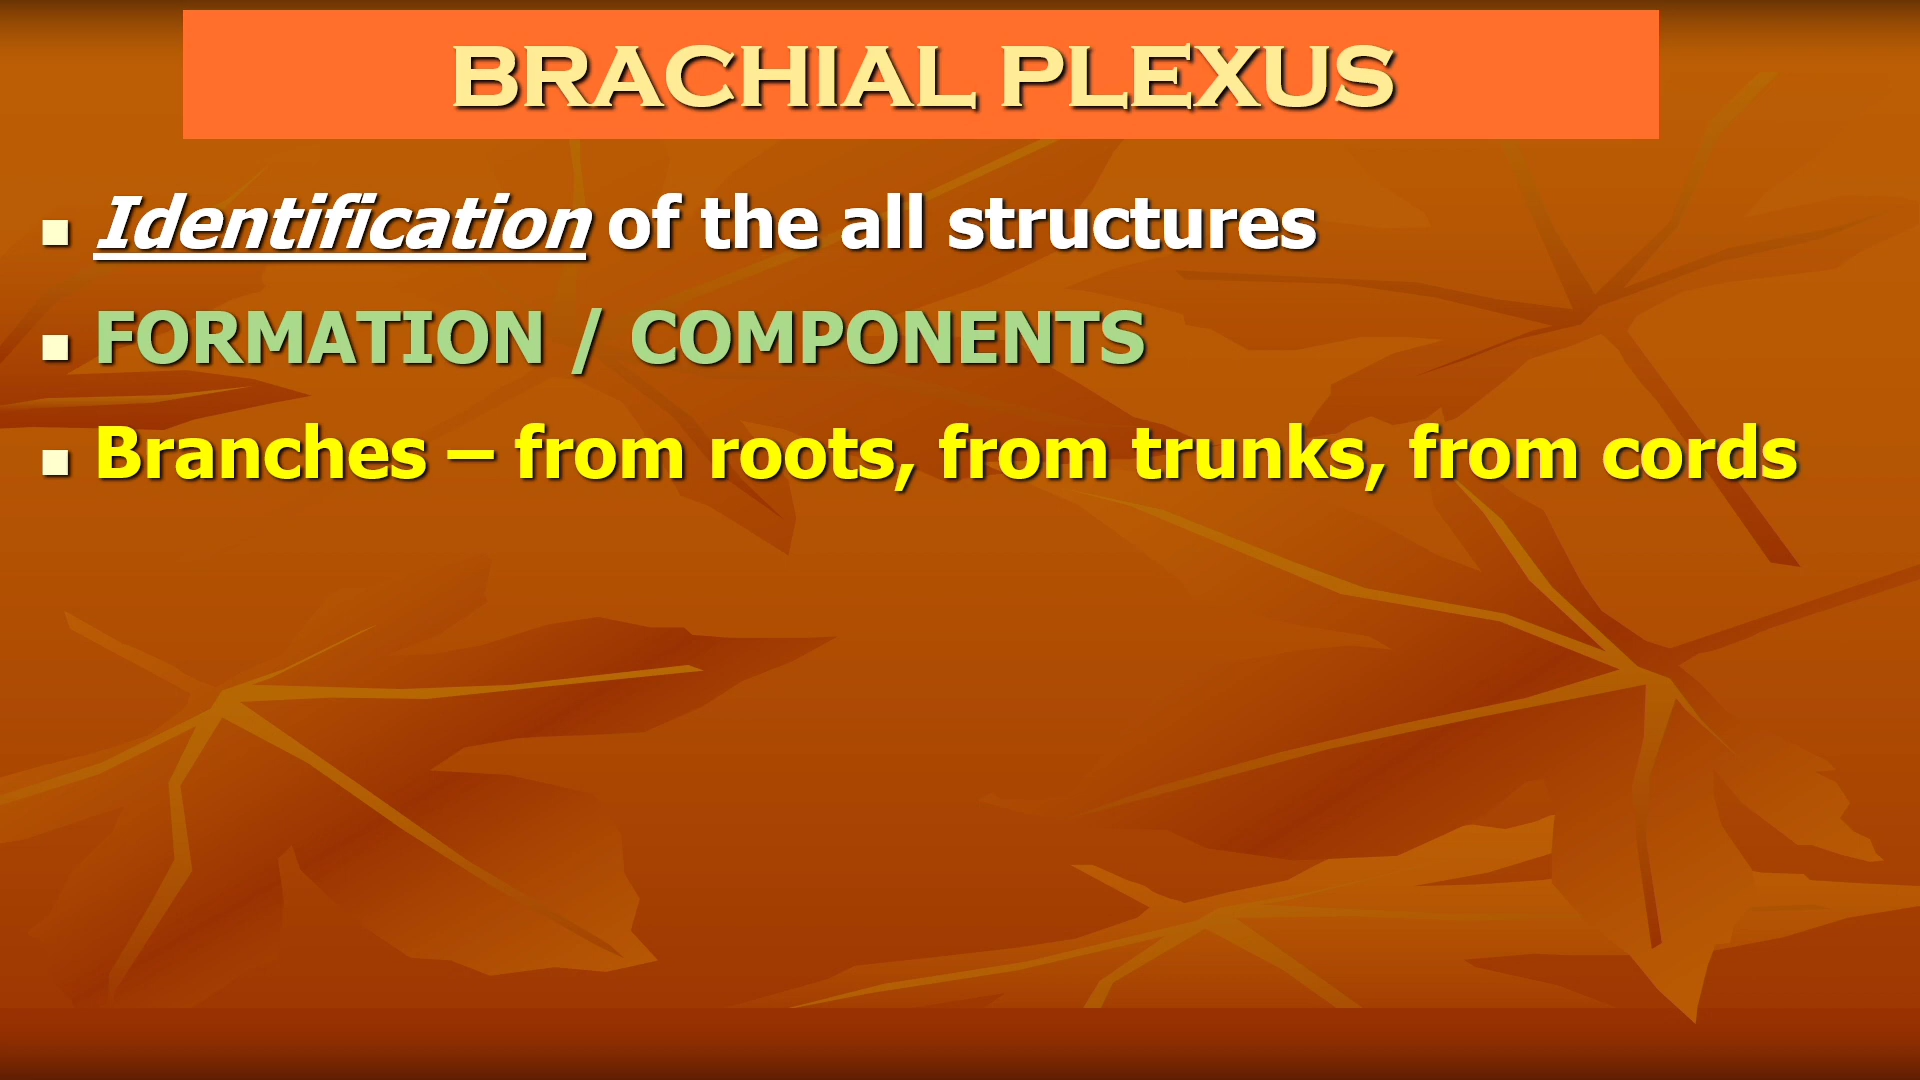 BRACHIAL PLEXUS
Identification of the all structures
FORMATION / COMPONENTS
Branches – from roots, from trunks, from cords